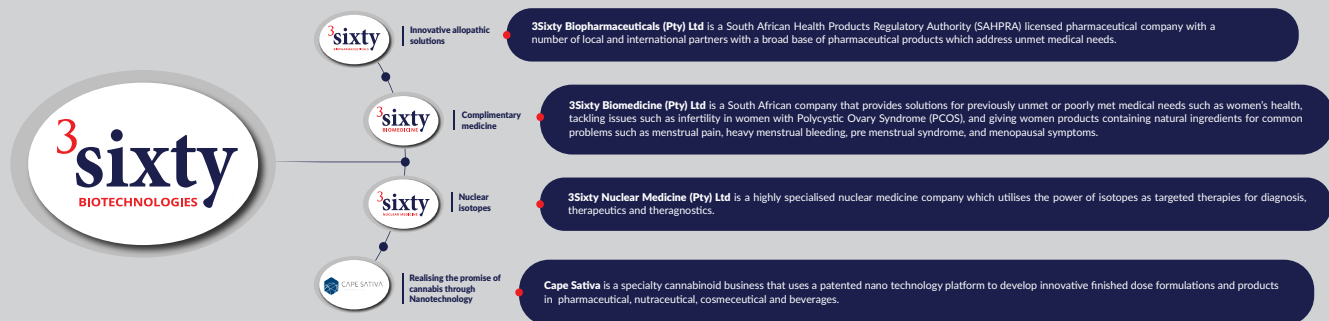 3sixty
BIOTECHNOLOGIES
3sixty
BIOPHARMACEUTICALS
Innovative allopathic
solutions
3Sixty Biopharmaceuticals (Pty) Ltd is a South African Health Products Regulatory Authority (SAHPRA) licensed pharmaceutical company with a
number of local and international partners with a broad base of pharmaceutical products which address unmet medical needs.
3sixty
BIOMEDICINE
Complimentary
medicine
3Sixty Biomedicine (Pty) Ltd is a South African company that provides solutions for previously unmet or poorly met medical needs such as women's health,
tackling issues such as infertility in women with Polycystic Ovary Syndrome (PCOS), and giving women products containing natural ingredients for common
problems such as menstrual pain, heavy menstrual bleeding, pre menstrual syndrome, and menopausal symptoms.
3sixty
NUCLEAR MEDICINE
Nuclear
isotopes
3Sixty Nuclear Medicine (Pty) Ltd is a highly specialised nuclear medicine company which utilises the power of isotopes as targeted therapies for diagnosis,
therapeutics and theragnostics.
CAPE SATIVA
Realising the promise of
cannabis through
Nanotechnology
Cape Sativa is a specialty cannabinoid business that uses a patented nano technology platform to develop innovative finished dose formulations and products
in pharmaceutical, nutraceutical, cosmeceutical and beverages.